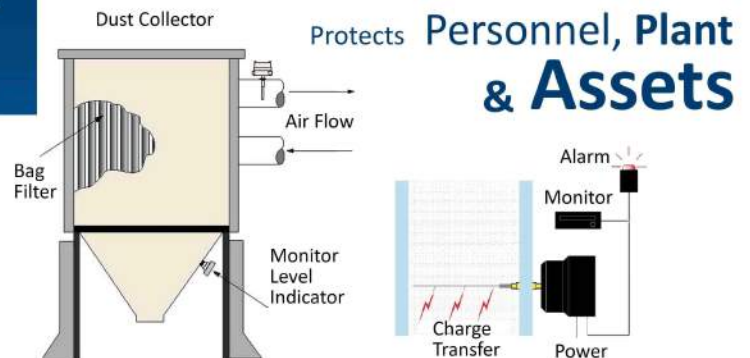 Dust Collector
Protects Personnel, Plant
& Assets
Air Flow
Bag
Filter
Monitor
Level
Indicator
Alarm
Monitor
Charge
Transfer
Power